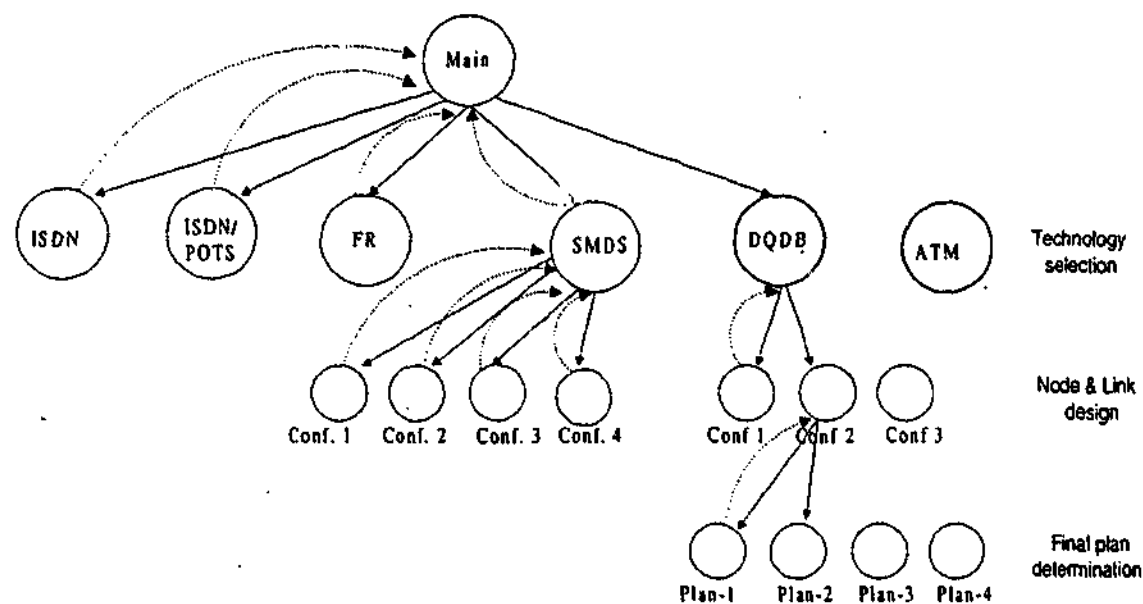 Main
ISDN
ISDN/
POTS
FR
SMDS
DQDB
ATM
Technology
selection
Conf. 1
Conf. 2
Conf. 3
Conf. 4
Conf 1
Conf 2
Conf 3
Node & Link
design
Plan-1
Plan-2
Plan-3
Plan-4
Final plan
determination